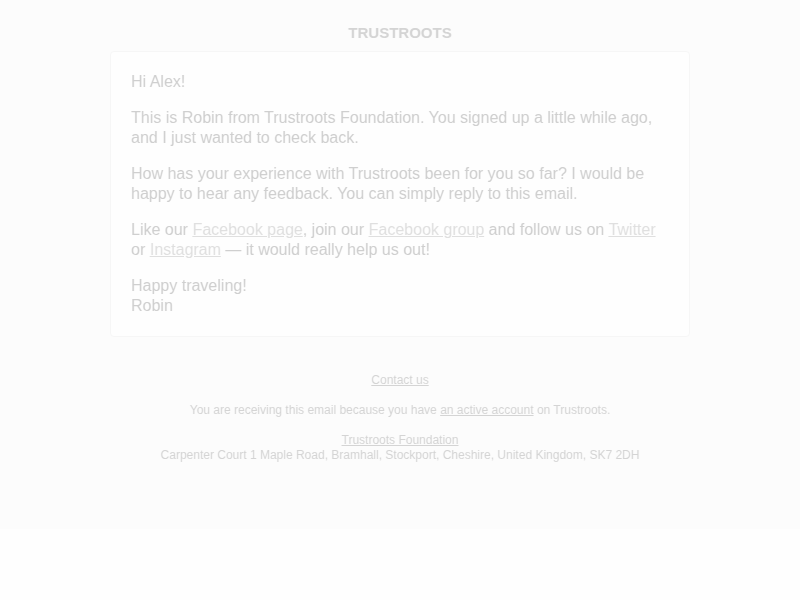 TRUSTROOTS
Hi Alex!
This is Robin from Trustroots Foundation. You signed up a little while ago,
and I just wanted to check back.
How has your experience with Trustroots been for you so far? I would be
happy to hear any feedback. You can simply reply to this email.
Like our Facebook page, join our Facebook group and follow us on Twitter
or Instagram — it would really help us out!
Happy traveling!
Robin
Contact us
You are receiving this email because you have an active account on Trustroots.
Trustroots Foundation
Carpenter Court 1 Maple Road, Bramhall, Stockport, Cheshire, United Kingdom, SK7 2DH